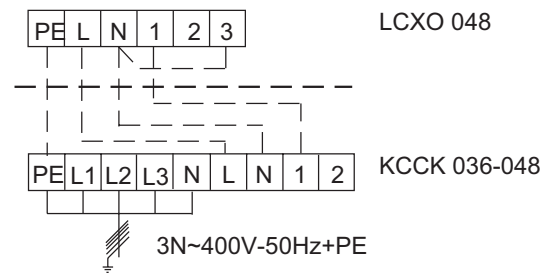 PE L N 1 2 3 LCXO 048
PE L1 L2 L3 N L N 1 2 KCCK 036-048
3N~400V-50Hz+PE